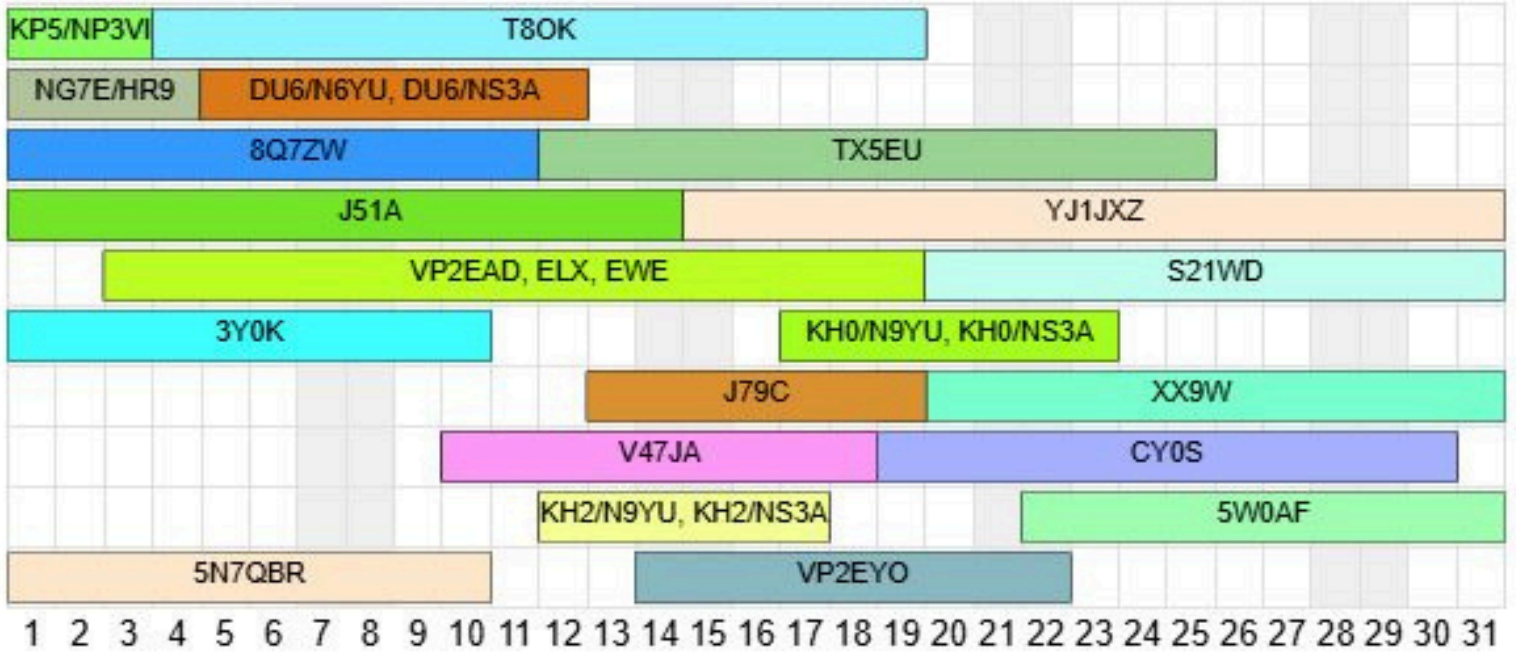 KP5/NP3VI T8OK
NG7E/HR9 DU6/N6YU, DU6/NS3A
8Q7ZW TX5EU
J51A YJ1JXZ
VP2EAD, ELX, EWE S21WD
3Y0K KH0/N9YU, KH0/NS3A
J79C XX9W
V47JA CY0S
KH2/N9YU, KH2/NS3A 5W0AF
5N7QBR VP2EYO
1 2 3 4 5 6 7 8 9 10 11 12 13 14 15 16 17 18 19 20 21 22 23 24 25 26 27 28 29 30 31